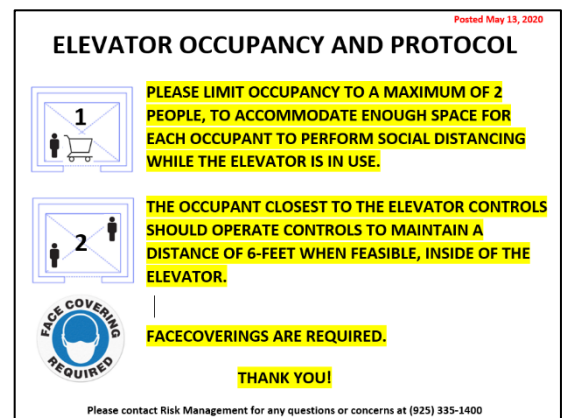 Posted May 13, 2020
ELEVATOR OCCUPANCY AND PROTOCOL
1
PLEASE LIMIT OCCUPANCY TO A MAXIMUM OF 2
PEOPLE, TO ACCOMMODATE ENOUGH SPACE FOR
EACH OCCUPANT TO PERFORM SOCIAL DISTANCING
WHILE THE ELEVATOR IS IN USE.
2
THE OCCUPANT CLOSEST TO THE ELEVATOR CONTROLS
SHOULD OPERATE CONTROLS TO MAINTAIN A
DISTANCE OF 6-FEET WHEN FEASIBLE, INSIDE OF THE
ELEVATOR.
FACE COVERING
REQUIRED
FACECOVERINGS ARE REQUIRED.
THANK YOU!
Please contact Risk Management for any questions or concerns at (925) 335-1400